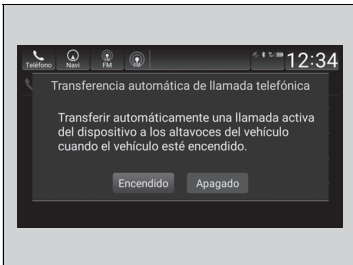 Teléfono Navi FM 12:34
Transferencia automática de llamada telefónica
Transferir automáticamente una llamada activa
del dispositivo a los altavoces del vehículo
cuando el vehículo esté encendido.
Encendido Apagado